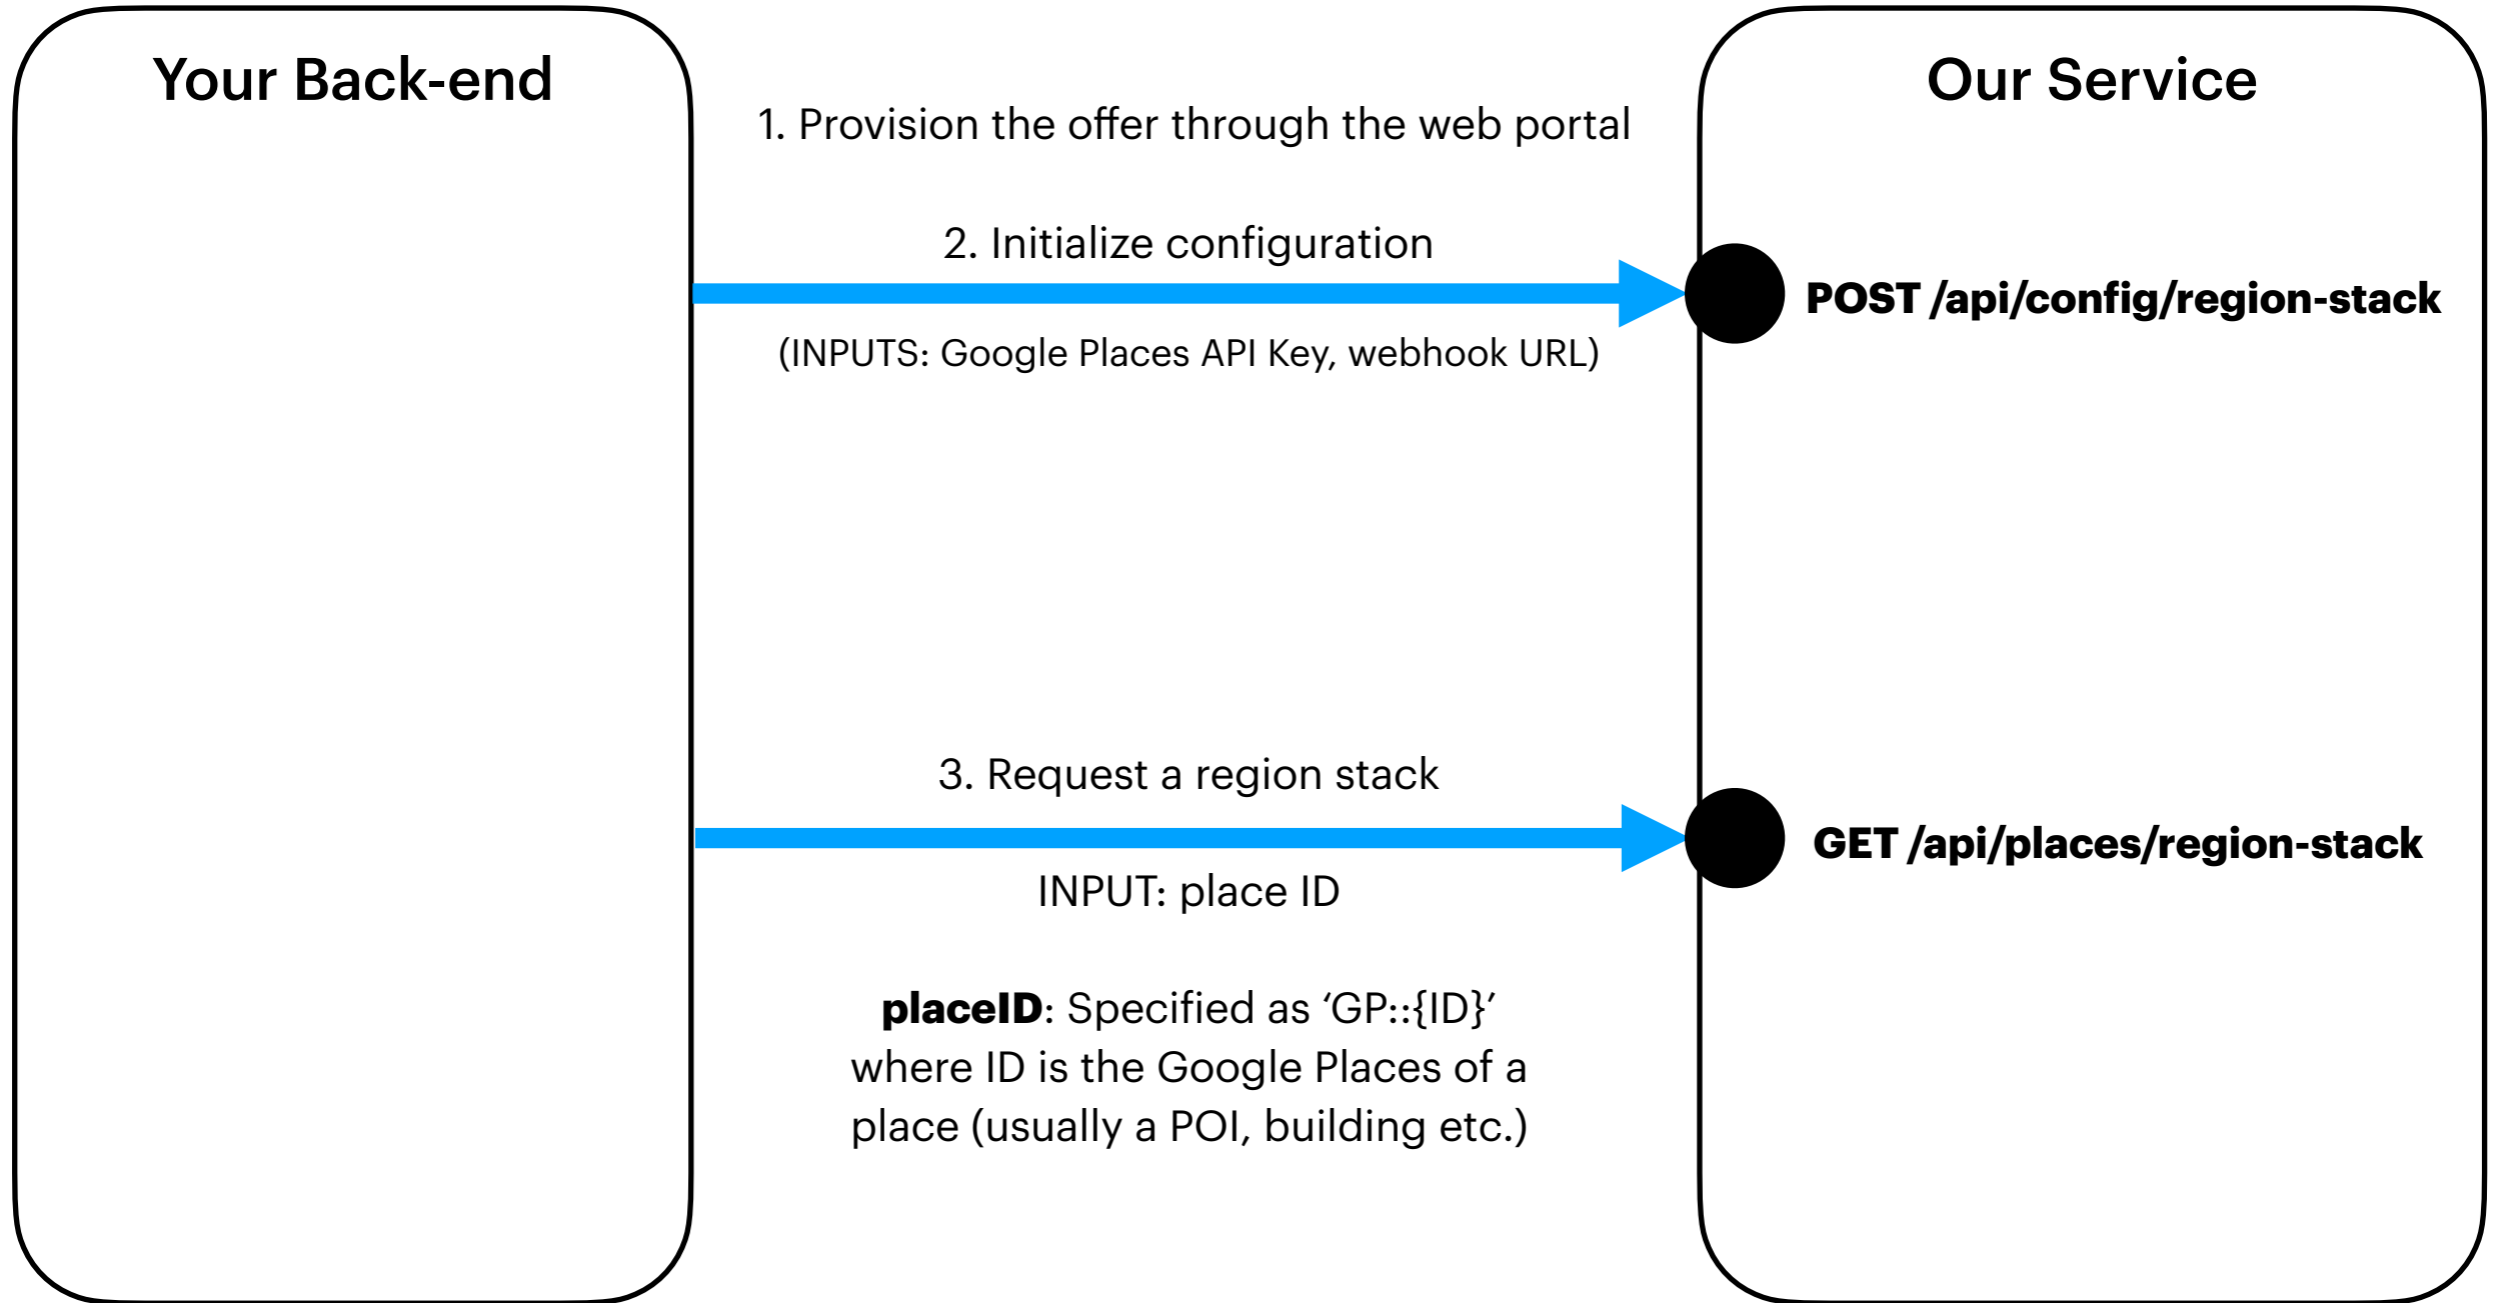 Your Back-end
Our Service
1. Provision the offer through the web portal
2. Initialize configuration
POST /api/config/region-stack
(INPUTS: Google Places API Key, webhook URL)
3. Request a region stack
GET /api/places/region-stack
INPUT: place ID
placeID: Specified as ‘GP::{ID}’
where ID is the Google Places of a
place (usually a POI, building etc.)